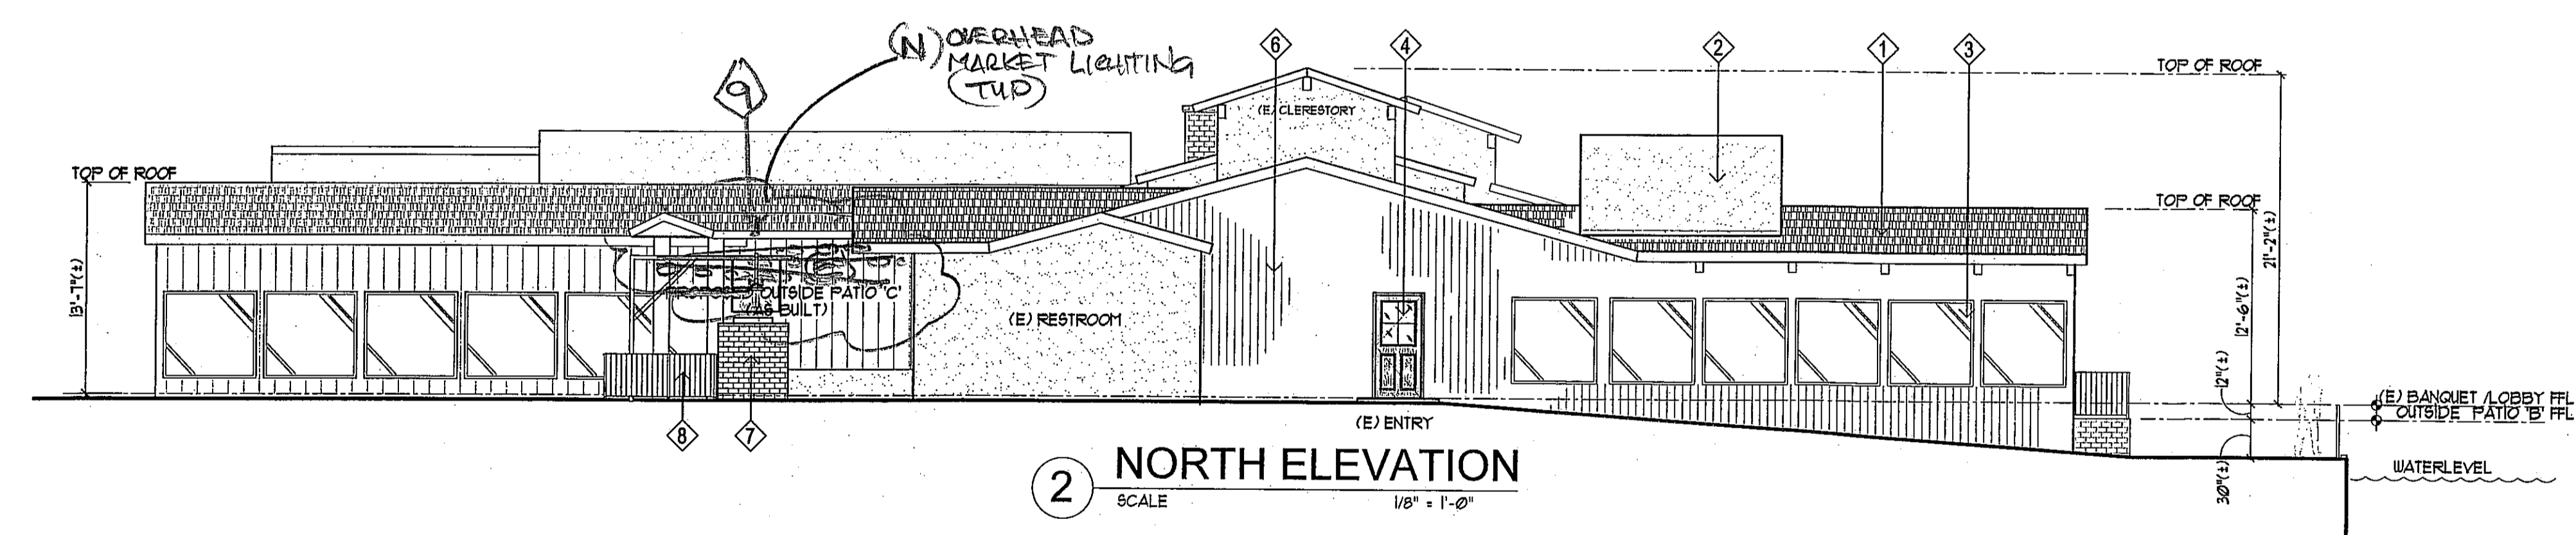 (N) OVERHEAD
MARKET LIGHTING
(TYP)
9
6
4
2
1
3
TOP OF ROOF
(E) CLERESTORY
TOP OF ROOF
TOP OF ROOF
13'-7"(±)
21'-2"(±)
12'-6"(±)
12"(±)
30"(±)
OUTSIDE PATIO 'C'
(AS BUILT)
(E) RESTROOM
(E) ENTRY
(E) BANQUET /LOBBY FFL
OUTSIDE PATIO 'B' FFL
WATERLEVEL
8
7
2
NORTH ELEVATION
SCALE 1/8" = 1'-0"